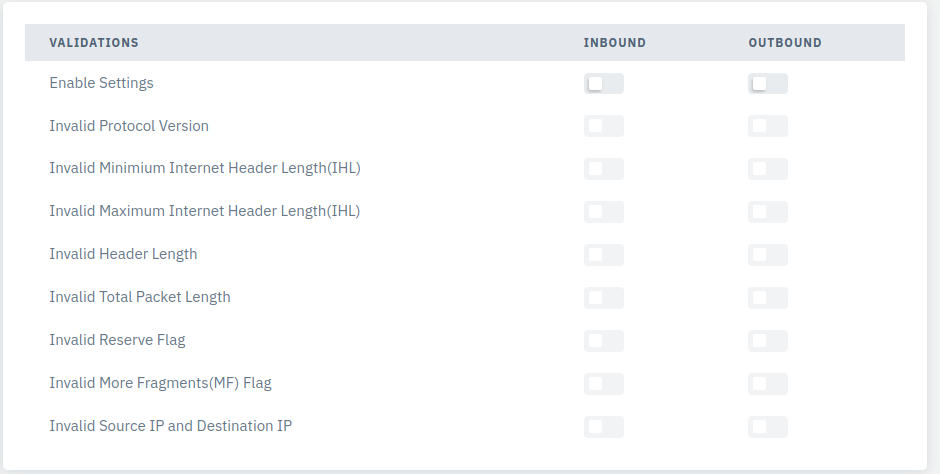 VALIDATIONS INBOUND OUTBOUND
Enable Settings
Invalid Protocol Version
Invalid Minimium Internet Header Length(IHL)
Invalid Maximum Internet Header Length(IHL)
Invalid Header Length
Invalid Total Packet Length
Invalid Reserve Flag
Invalid More Fragments(MF) Flag
Invalid Source IP and Destination IP